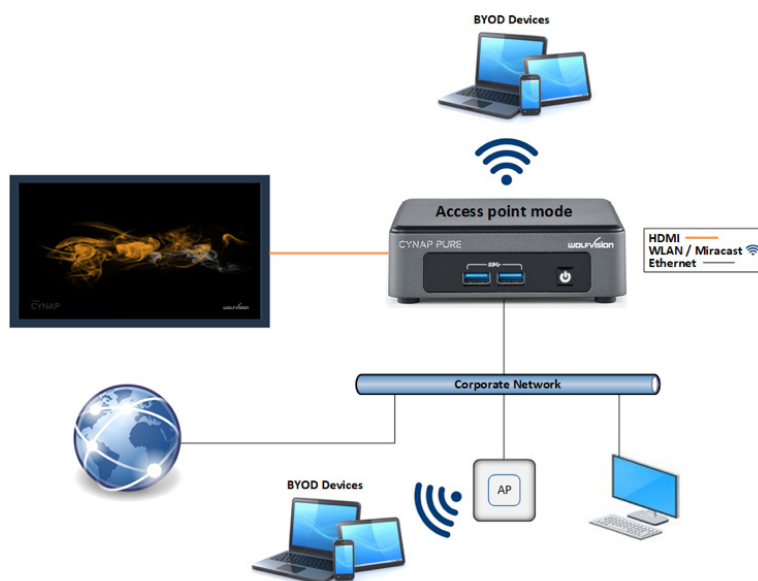 BYOD Devices
Access point mode
CYNAP PURE
WOLFVISION
SS
HDMI
WLAN / Miracast
Ethernet
CYNAP
WOLFVISION
Corporate Network
BYOD Devices
AP